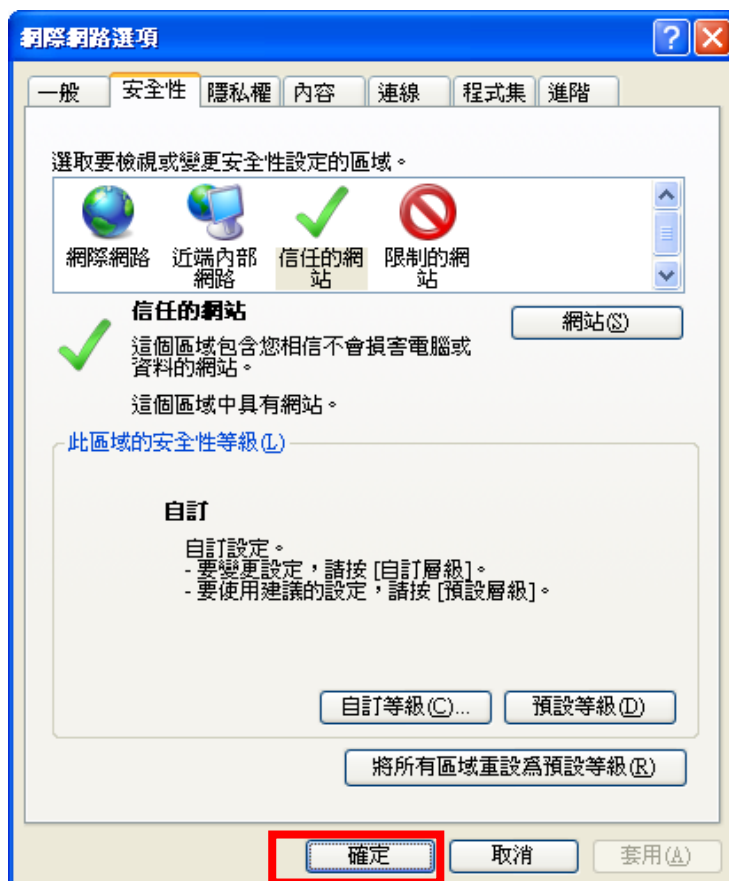 網際網路選項
一般 安全性 隱私權 內容 連線 程式集 進階
選取要檢視或變更安全性設定的區域。
網際網路 近端內部網路 信任的網站 限制的網站
信任的網站
網站(S)
這個區域包含您相信不會損害電腦或
資料的網站。
這個區域中具有網站。
此區域的安全性等級(L)
自訂
自訂設定。
- 要變更設定，請按 [自訂層級]。
- 要使用建議的設定，請按 [預設層級]。
自訂等級(C)... 預設等級(D)
將所有區域重設為預設等級(R)
確定 取消 套用(A)